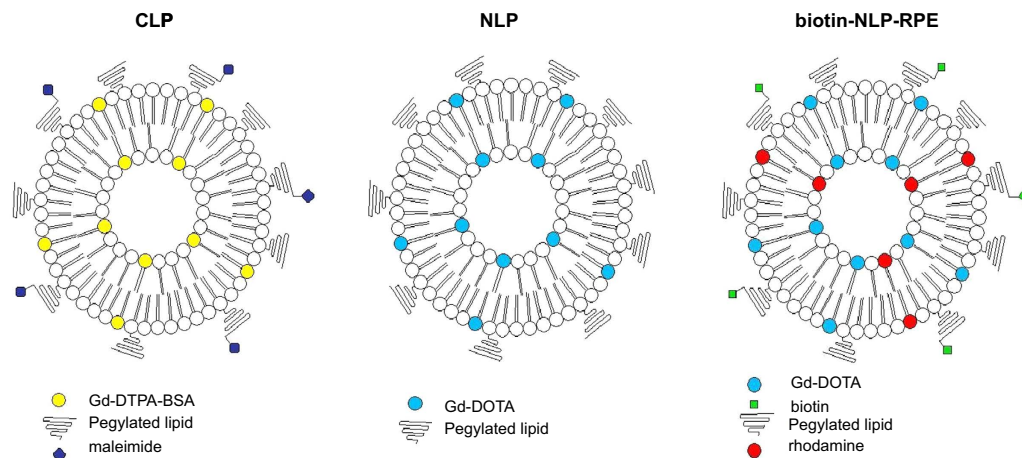 CLP
NLP
biotin-NLP-RPE
Gd-DTPA-BSA
Pegylated lipid
maleimide
Gd-DOTA
Pegylated lipid
Gd-DOTA
biotin
Pegylated lipid
rhodamine